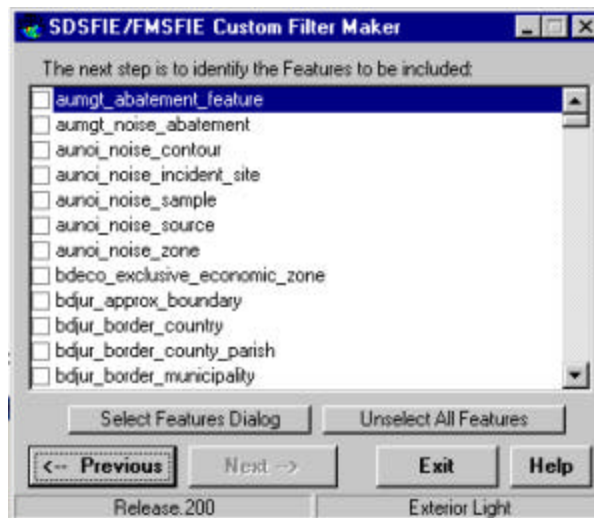 SDSFIE/FMSFIE Custom Filter Maker
The next step is to identify the Features to be included:
aumgt_abatement_feature
aumgt_noise_abatement
aunoi_noise_contour
aunoi_noise_incident_site
aunoi_noise_sample
aunoi_noise_source
aunoi_noise_zone
bdeco_exclusive_economic_zone
bdjur_approx_boundary
bdjur_border_country
bdjur_border_county_parish
bdjur_border_municipality
Select Features Dialog Unselect All Features
<-- Previous Next --> Exit Help
Release.200 Exterior Light